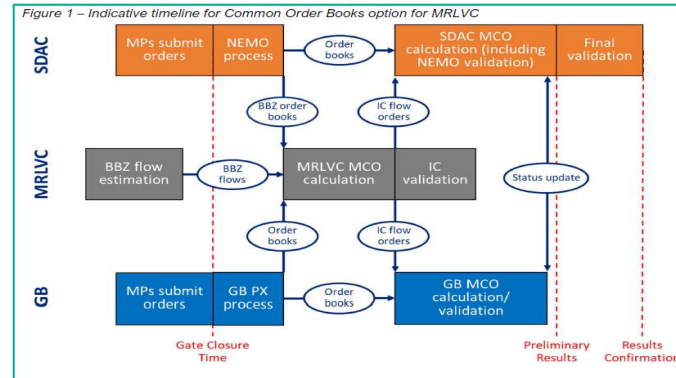 Figure 1 – Indicative timeline for Common Order Books option for MRLVC
SDAC
MPs submit
orders
NEMO
process
Order
books
SDAC MCO
calculation (including
NEMO validation)
Final
validation
BBZ order
books
IC flow
orders
MRLVC
BBZ flow
estimation
BBZ
flows
MRLVC MCO
calculation
IC
validation
Status update
Order
books
IC flow
orders
GB
MPs submit
orders
GB PX
process
Order
books
GB MCO
calculation/
validation
Gate Closure
Time
Preliminary
Results
Results
Confirmation